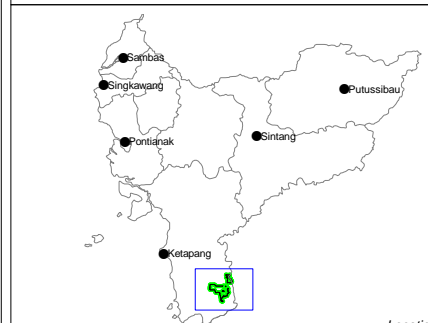 Sambas
Singkawang
Putussibau
Pontianak
Sintang
Ketapang